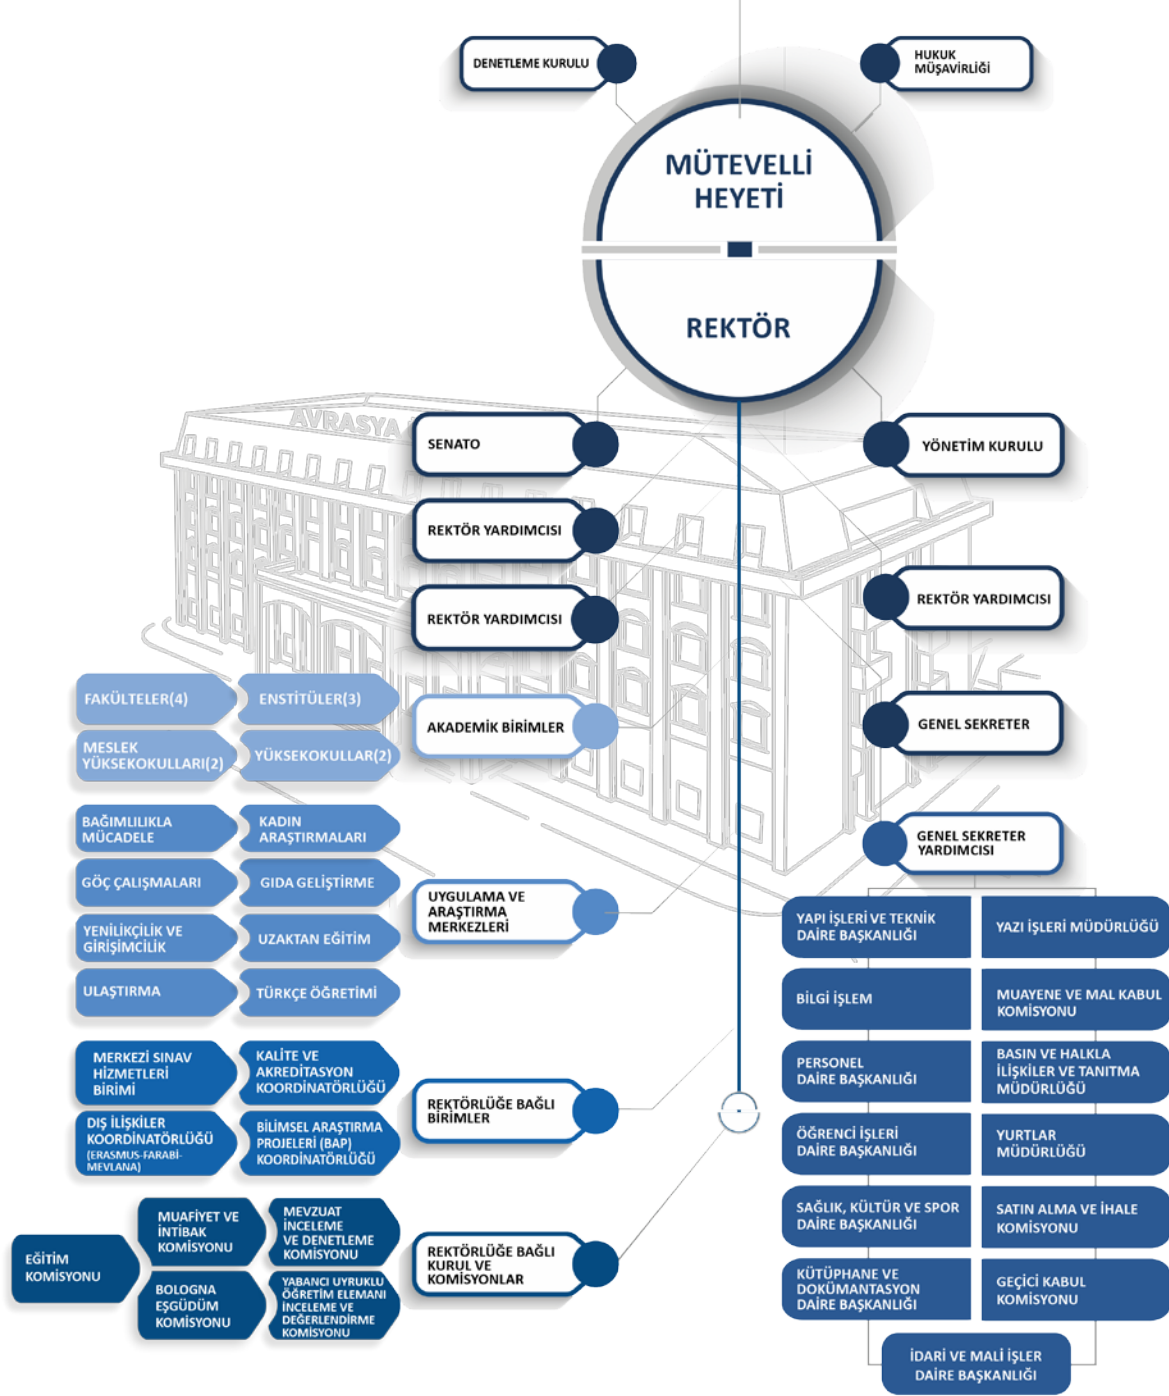 DENETLEME KURULU
HUKUK
MÜŞAVİRLİĞİ
MÜTEVELLİ
HEYETİ
REKTÖR
AVRASYA
SENATO
YÖNETİM KURULU
REKTÖR YARDIMCISI
REKTÖR YARDIMCISI
REKTÖR YARDIMCISI
GENEL SEKRETER
GENEL SEKRETER
YARDIMCISI
AKADEMİK BİRİMLER
FAKÜLTELER(4)
ENSTİTÜLER(3)
MESLEK
YÜKSEKOKULLARI(2)
YÜKSEKOKULLAR(2)
UYGULAMA VE
ARAŞTIRMA
MERKEZLERİ
BAĞIMLILIKLA
MÜCADELE
KADIN
ARAŞTIRMALARI
GÖÇ ÇALIŞMALARI
GIDA GELİŞTİRME
YENİLİKÇİLİK VE
GİRİŞİMCİLİK
UZAKTAN EĞİTİM
ULAŞTIRMA
TÜRKÇE ÖĞRETİMİ
REKTÖRLÜĞE BAĞLI
BİRİMLER
MERKEZİ SINAV
HİZMETLERİ
BİRİMİ
KALİTE VE
AKREDİTASYON
KOORDİNATÖRLÜĞÜ
DIŞ İLİŞKİLER
KOORDİNATÖRLÜĞÜ
(ERASMUS-FARABİ-
MEVLANA)
BİLİMSEL ARAŞTIRMA
PROJELERİ (BAP)
KOORDİNATÖRLÜĞÜ
REKTÖRLÜĞE BAĞLI
KURUL VE
KOMİSYONLAR
EĞİTİM
KOMİSYONU
MUAFİYET VE
İNTİBAK
KOMİSYONU
MEVZUAT
İNCELEME
VE DENETLEME
KOMİSYONU
BOLOGNA
EŞGÜDÜM
KOMİSYONU
YABANCI UYRUKLU
ÖĞRETİM ELEMANI
İNCELEME VE
DEĞERLENDİRME
KOMİSYONU
YAPI İŞLERİ VE TEKNİK
DAİRE BAŞKANLIĞI
YAZI İŞLERİ MÜDÜRLÜĞÜ
BİLGİ İŞLEM
MUAYENE VE MAL KABUL
KOMİSYONU
PERSONEL
DAİRE BAŞKANLIĞI
BASIN VE HALKLA
İLİŞKİLER VE TANITMA
MÜDÜRLÜĞÜ
ÖĞRENCİ İŞLERİ
DAİRE BAŞKANLIĞI
YURTLAR
MÜDÜRLÜĞÜ
SAĞLIK, KÜLTÜR VE SPOR
DAİRE BAŞKANLIĞI
SATIN ALMA VE İHALE
KOMİSYONU
KÜTÜPHANE VE
DOKÜMANTASYON
DAİRE BAŞKANLIĞI
GEÇİCİ KABUL
KOMİSYONU
İDARİ VE MALİ İŞLER
DAİRE BAŞKANLIĞI